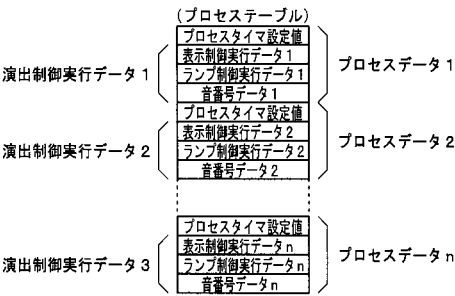 (プロセステーブル)
プロセスタイマ設定値
表示制御実行データ1
ランプ制御実行データ1
音番号データ1
演出制御実行データ1
プロセスデータ1
プロセスタイマ設定値
表示制御実行データ2
ランプ制御実行データ2
音番号データ2
演出制御実行データ2
プロセスデータ2
プロセスタイマ設定値
表示制御実行データn
ランプ制御実行データn
音番号データn
演出制御実行データ3
プロセスデータn